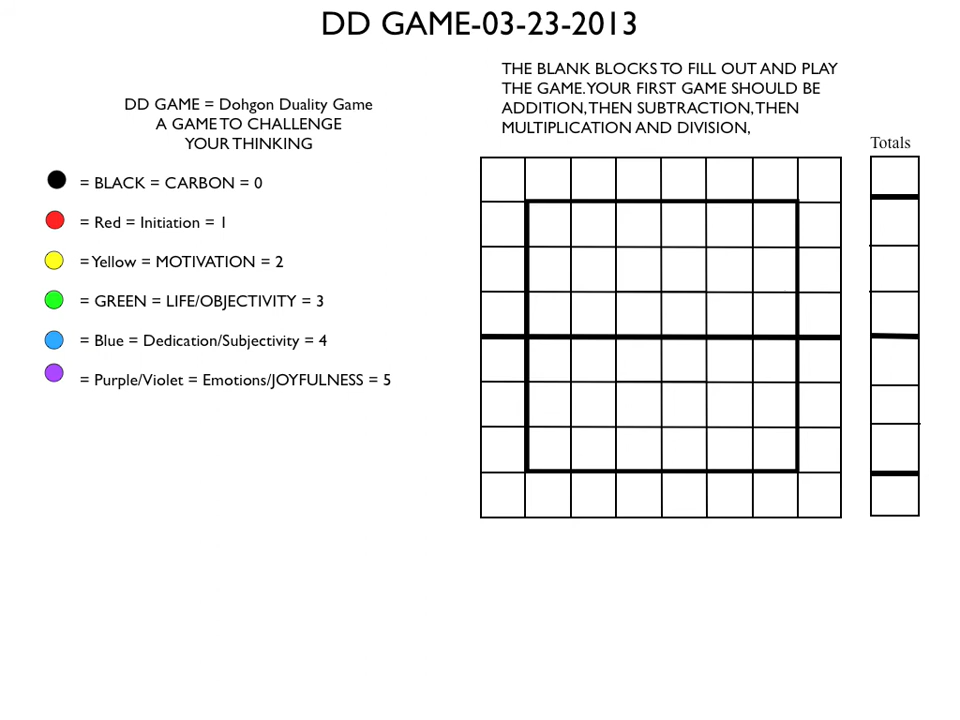 DD GAME-03-23-2013
THE BLANK BLOCKS TO FILL OUT AND PLAY
THE GAME. YOUR FIRST GAME SHOULD BE
ADDITION, THEN SUBTRACTION, THEN
MULTIPLICATION AND DIVISION,
DD GAME = Dohgon Duality Game
A GAME TO CHALLENGE
YOUR THINKING
Totals
= BLACK = CARBON = 0
= Red = Initiation = 1
= Yellow = MOTIVATION = 2
= GREEN = LIFE/OBJECTIVITY = 3
= Blue = Dedication/Subjectivity = 4
= Purple/Violet = Emotions/JOYFULNESS = 5